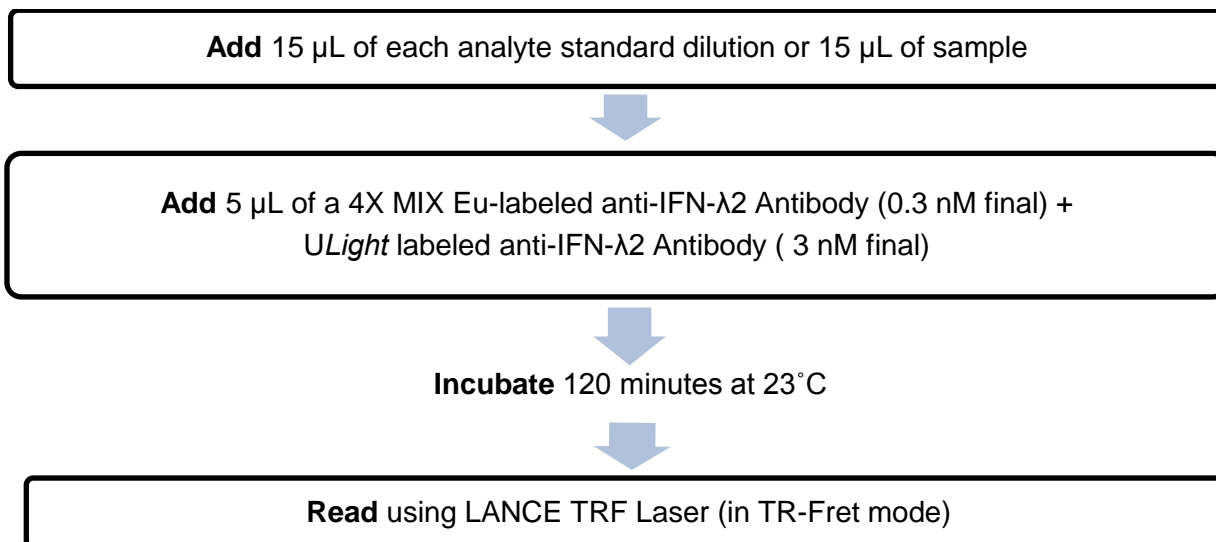 Add 15 µL of each analyte standard dilution or 15 µL of sample
Add 5 µL of a 4X MIX Eu-labeled anti-IFN-λ2 Antibody (0.3 nM final) +
ULight labeled anti-IFN-λ2 Antibody ( 3 nM final)
Incubate 120 minutes at 23˚C
Read using LANCE TRF Laser (in TR-Fret mode)